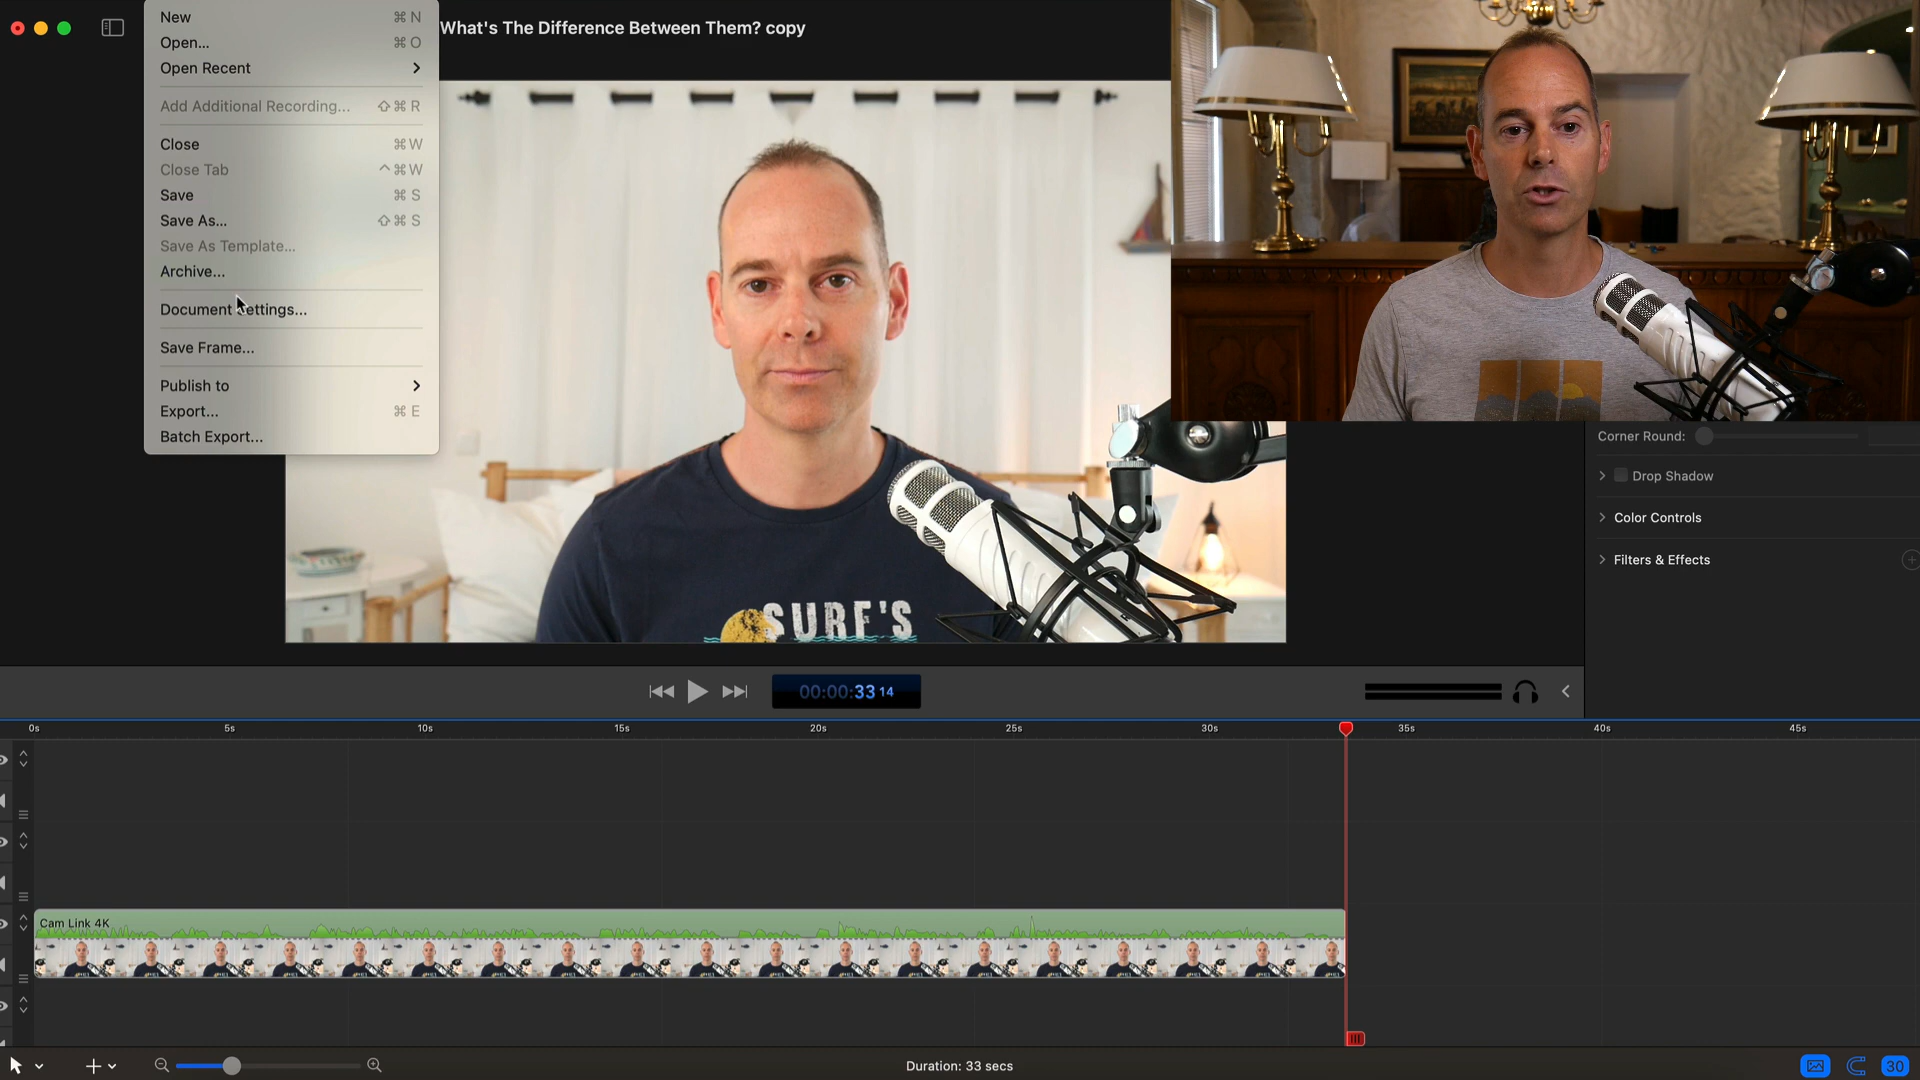 New ⌘ N
Open... ⌘ O
Open Recent
Add Additional Recording... ⇧ ⌘ R
Close ⌘ W
Close Tab ^ ⌘ W
Save ⌘ S
Save As... ⇧ ⌘ S
Save As Template...
Archive...
Document Settings...
Save Frame...
Publish to
Export... ⌘ E
Batch Export...
What's The Difference Between Them? copy
SURF'S
Corner Round:
Drop Shadow
Color Controls
Filters & Effects
00:00:33 14
0s 5s 10s 15s 20s 25s 30s 35s 40s 45s
Cam Link 4K
Duration: 33 secs
30